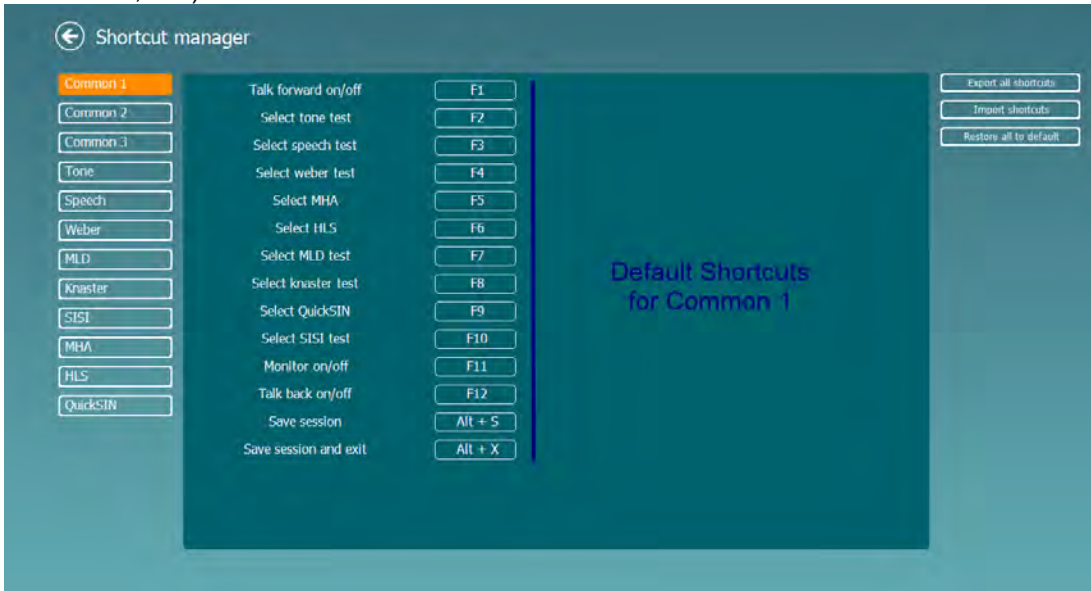 Shortcut manager
Common 1
Common 2
Common 3
Tone
Speech
Weber
MLD
Knaster
SISI
MHA
HLS
QuickSIN
Talk forward on/off F1
Select tone test F2
Select speech test F3
Select weber test F4
Select MHA F5
Select HLS F6
Select MLD test F7
Select knaster test F8
Select QuickSIN F9
Select SISI test F10
Monitor on/off F11
Talk back on/off F12
Save session Alt + S
Save session and exit Alt + X
Default Shortcuts
for Common 1
Export all shortcuts
Import shortcuts
Restore all to default